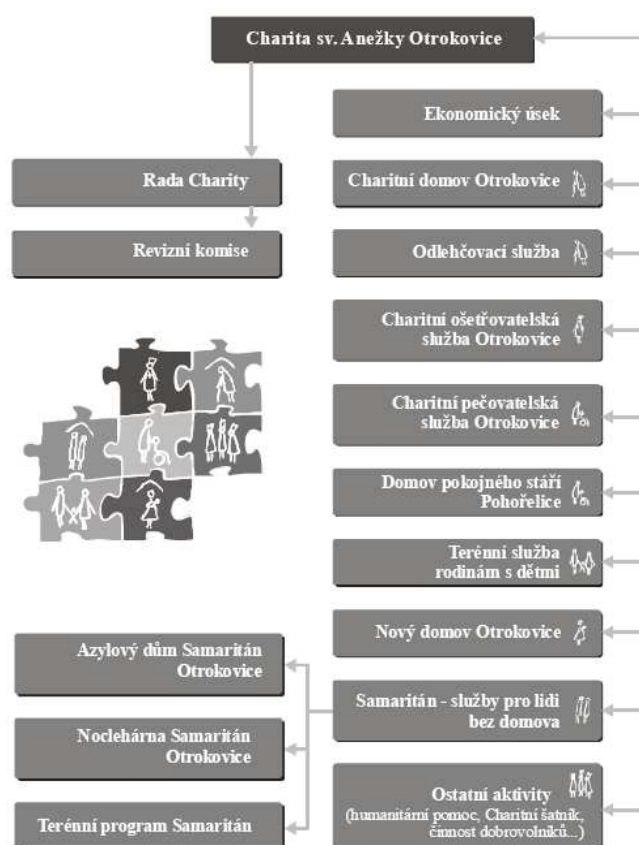 Charita sv. Anežky Otrokovice
Ekonomický úsek
Rada Charity
Charitní domov Otrokovice
Revizní komise
Odlehčovací služba
Charitní ošetřovatelská
služba Otrokovice
Charitní pečovatelská
služba Otrokovice
Domov pokojného stáří
Pohořelice
Terénní služba
rodinám s dětmi
Nový domov Otrokovice
Azylový dům Samaritán
Otrokovice
Samaritán - služby pro lidi
bez domova
Noclehárna Samaritán
Otrokovice
Terénní program Samaritán
Ostatní aktivity
(humanitární pomoc, Charitní šatník,
činnost dobrovolníků...)